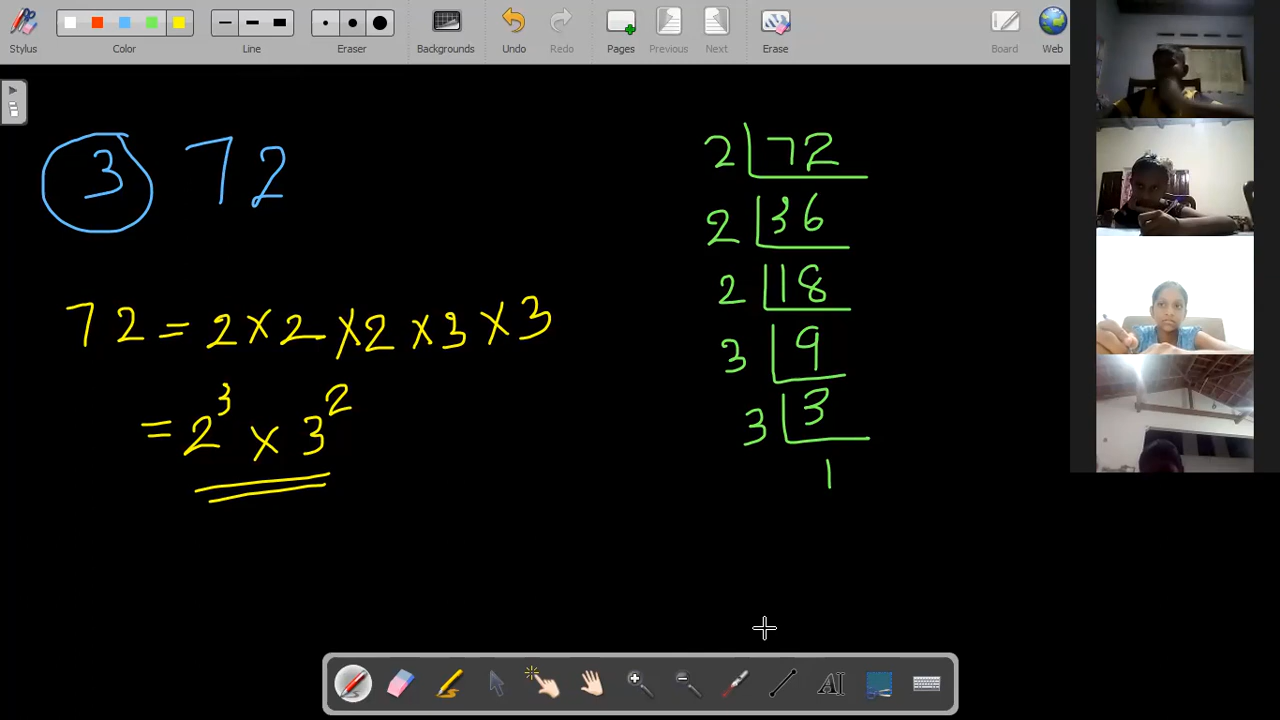 Stylus Color Line Eraser Backgrounds Undo Redo Pages Previous Next Erase Board Web
3 72
72 = 2 × 2 × 2 × 3 × 3
= 2³ × 3²
2 72
2 36
2 18
3 9
3 3
1
AI